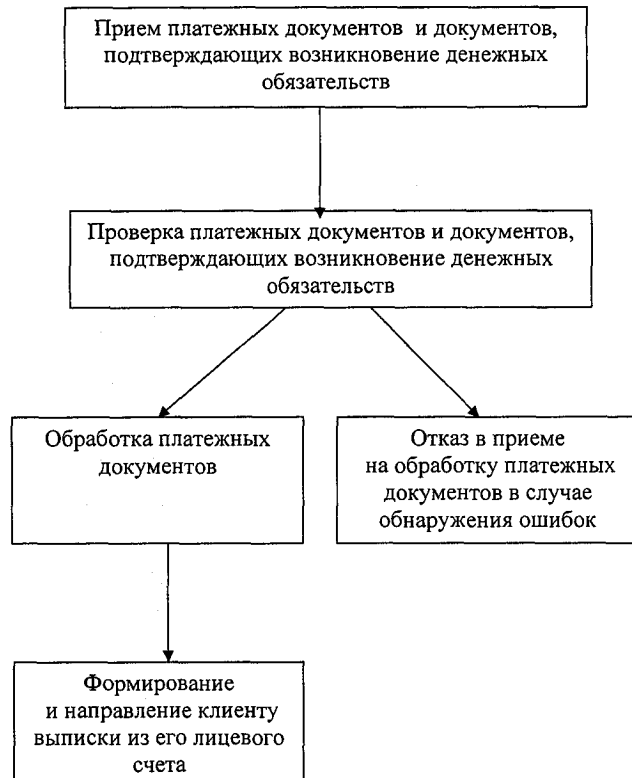 Прием платежных документов и документов,
подтверждающих возникновение денежных
обязательств
Проверка платежных документов и документов,
подтверждающих возникновение денежных
обязательств
Обработка платежных
документов
Отказ в приеме
на обработку платежных
документов в случае
обнаружения ошибок
Формирование
и направление клиенту
выписки из его лицевого
счета